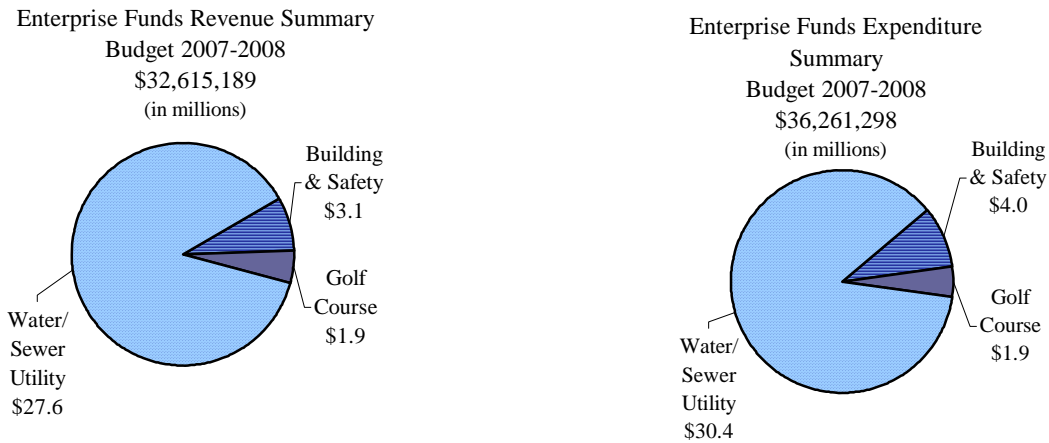 Enterprise Funds Revenue Summary
Budget 2007-2008
$32,615,189
(in millions)
Building
& Safety
$3.1
Golf
Course
$1.9
Water/
Sewer
Utility
$27.6
Enterprise Funds Expenditure
Summary
Budget 2007-2008
$36,261,298
(in millions)
Building
& Safety
$4.0
Golf
Course
$1.9
Water/
Sewer
Utility
$30.4